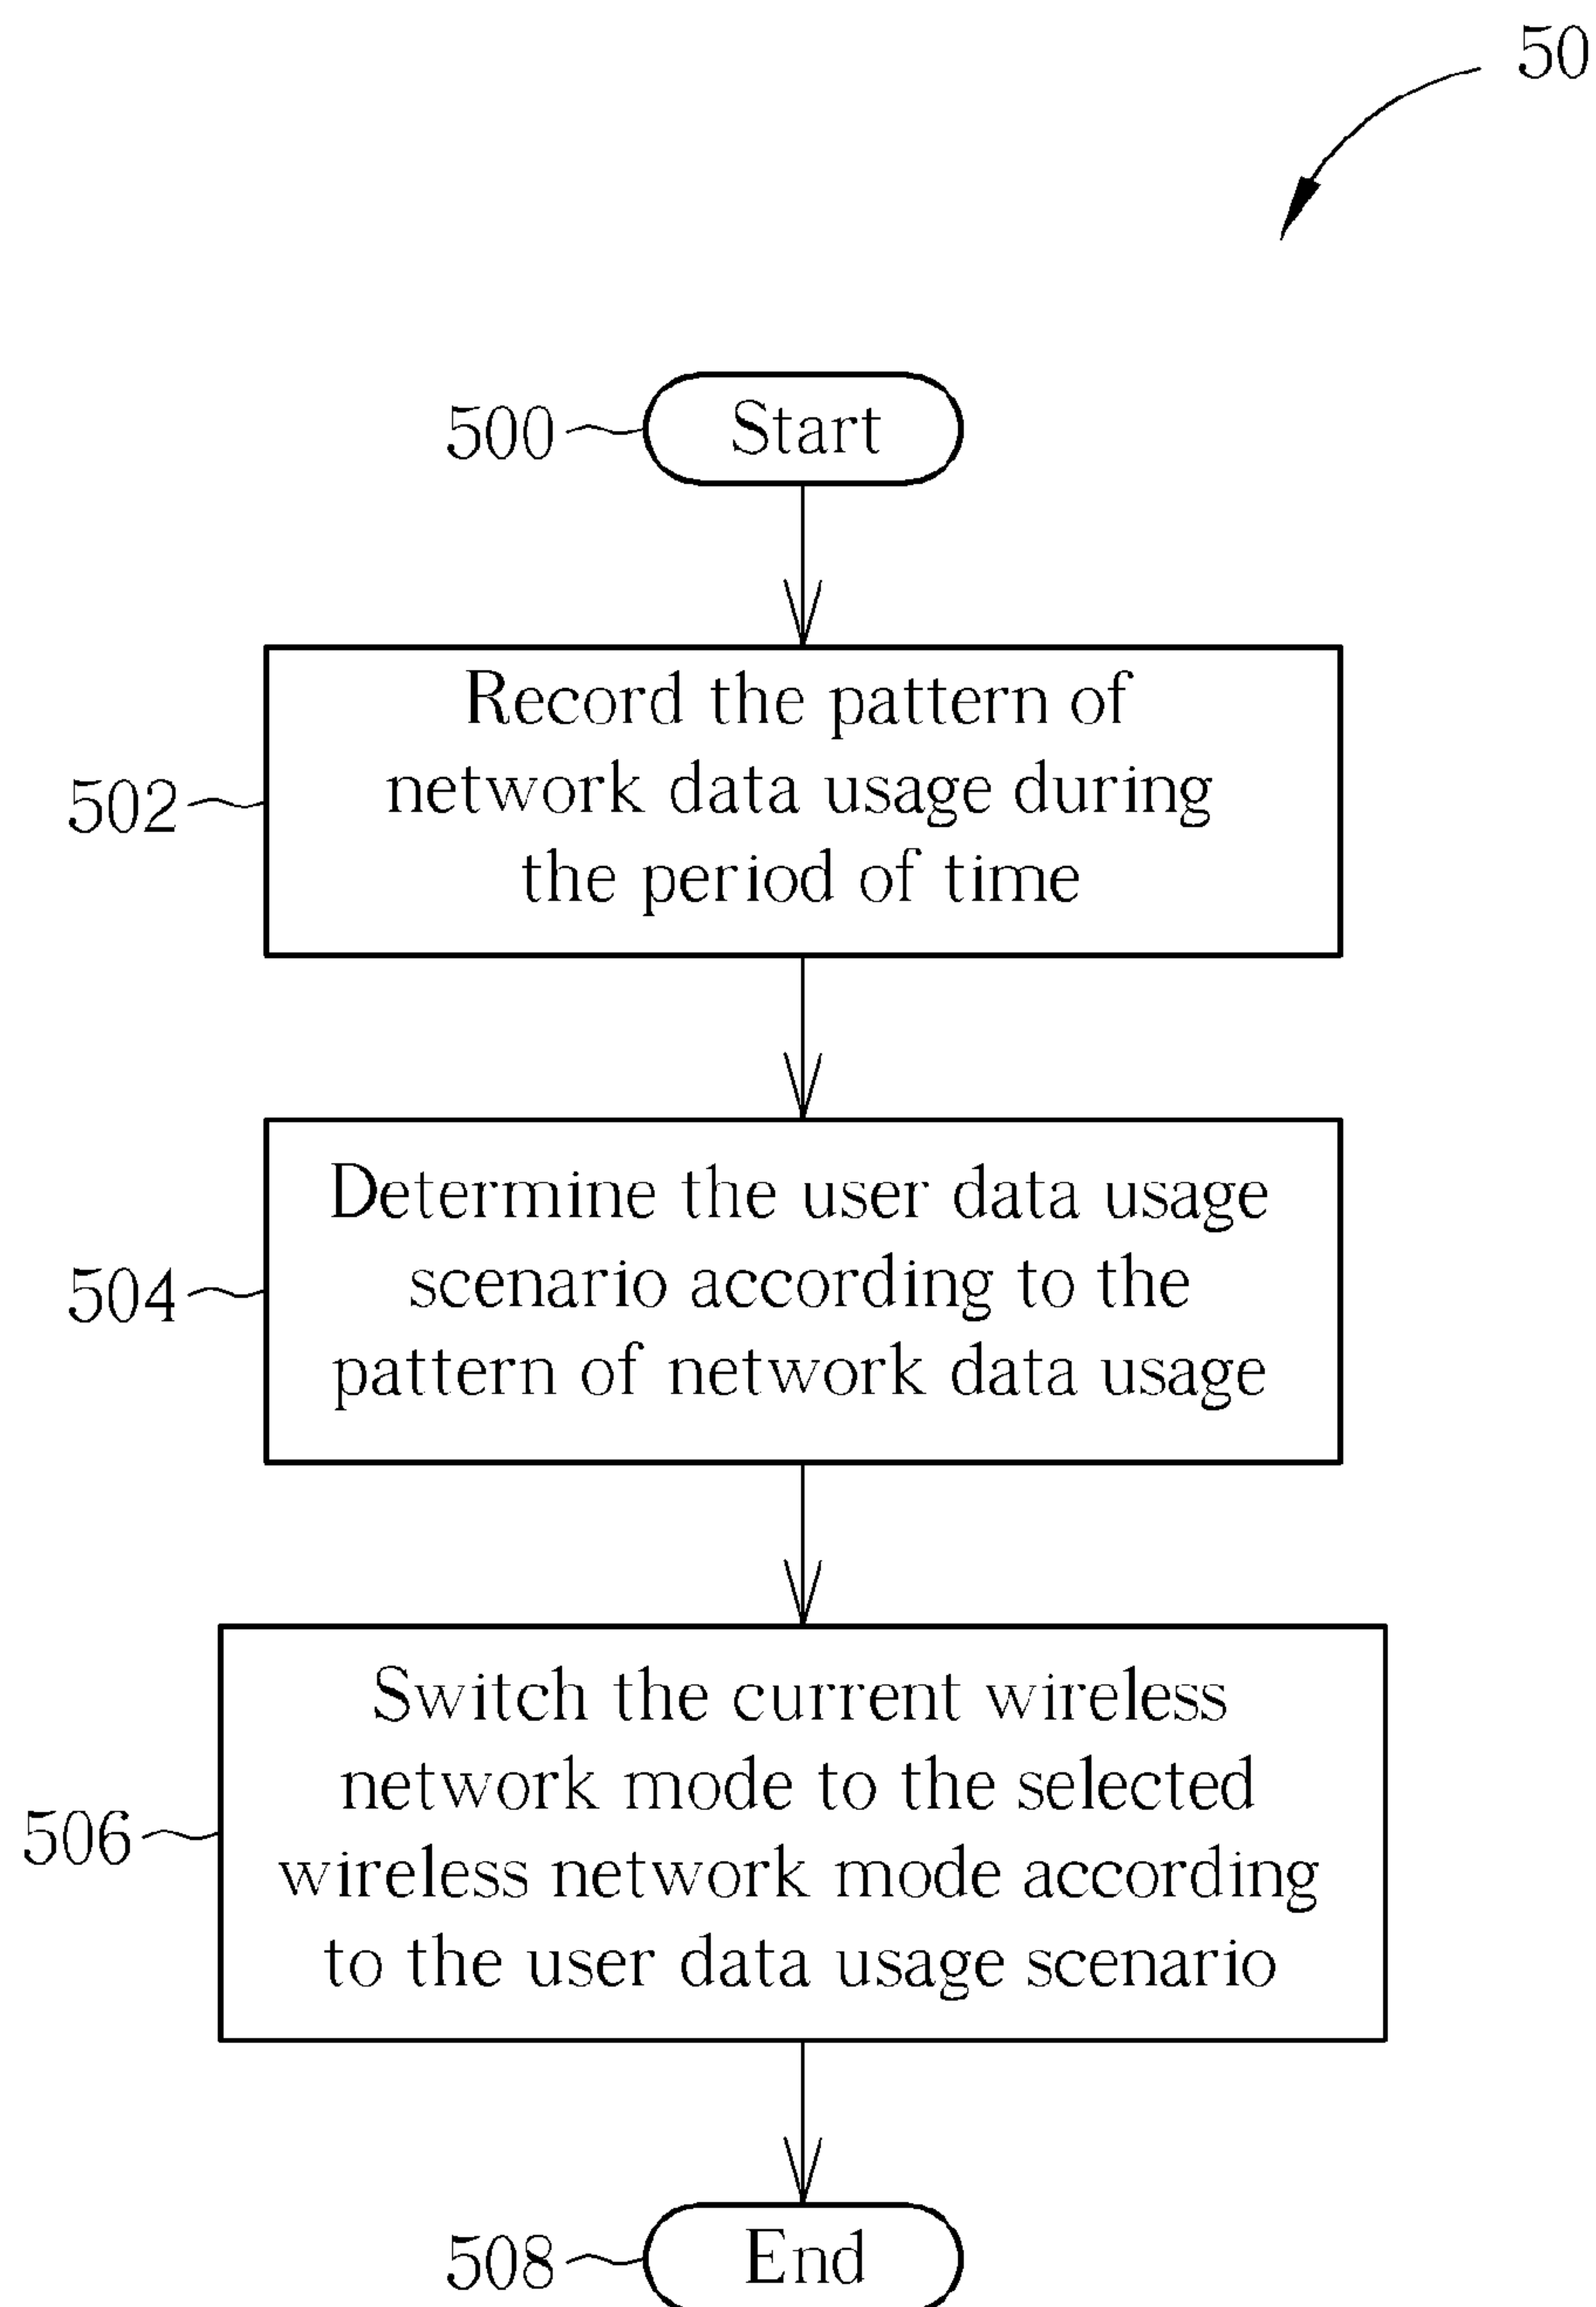 50
500
Start
502
Record the pattern of
network data usage during
the period of time
504
Determine the user data usage
scenario according to the
pattern of network data usage
506
Switch the current wireless
network mode to the selected
wireless network mode according
to the user data usage scenario
508
End